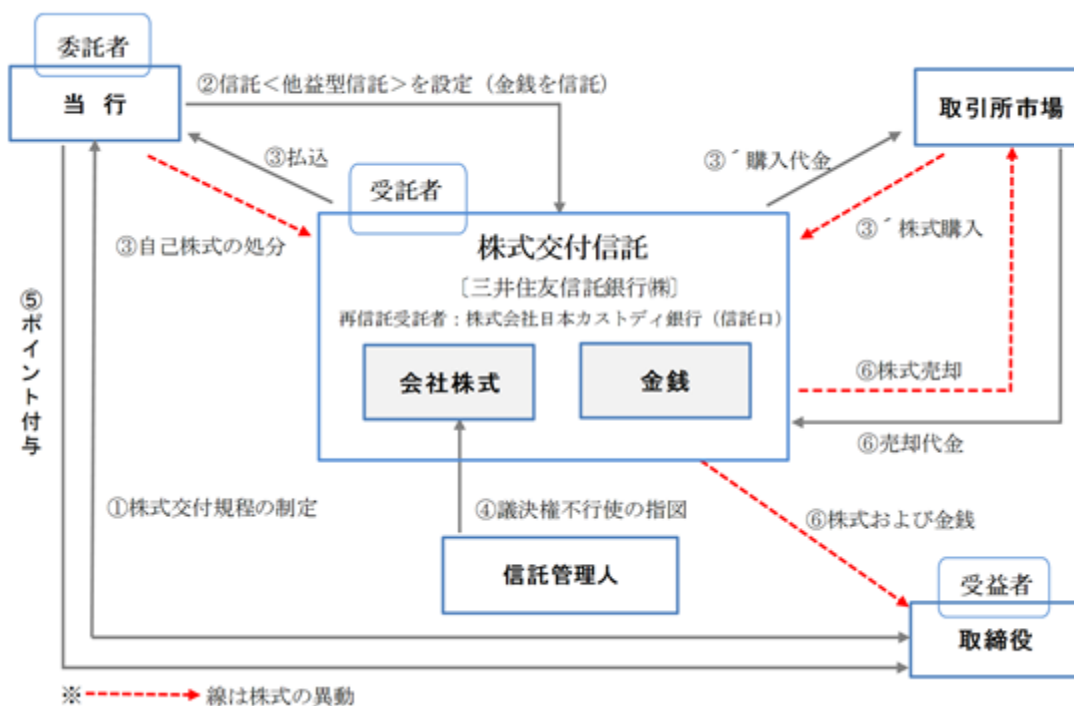 委託者
当 行
②信託<他益型信託>を設定（金銭を信託）
取引所市場
③払込
③´購入代金
受託者
③自己株式の処分
③´株式購入
株式交付信託
〔三井住友信託銀行㈱〕
再信託受託者：株式会社日本カストディ銀行（信託口）
会社株式
金銭
⑤ポイント付与
⑥株式売却
⑥売却代金
①株式交付規程の制定
④議決権不行使の指図
⑥株式および金銭
信託管理人
受益者
取締役
※ 線は株式の異動